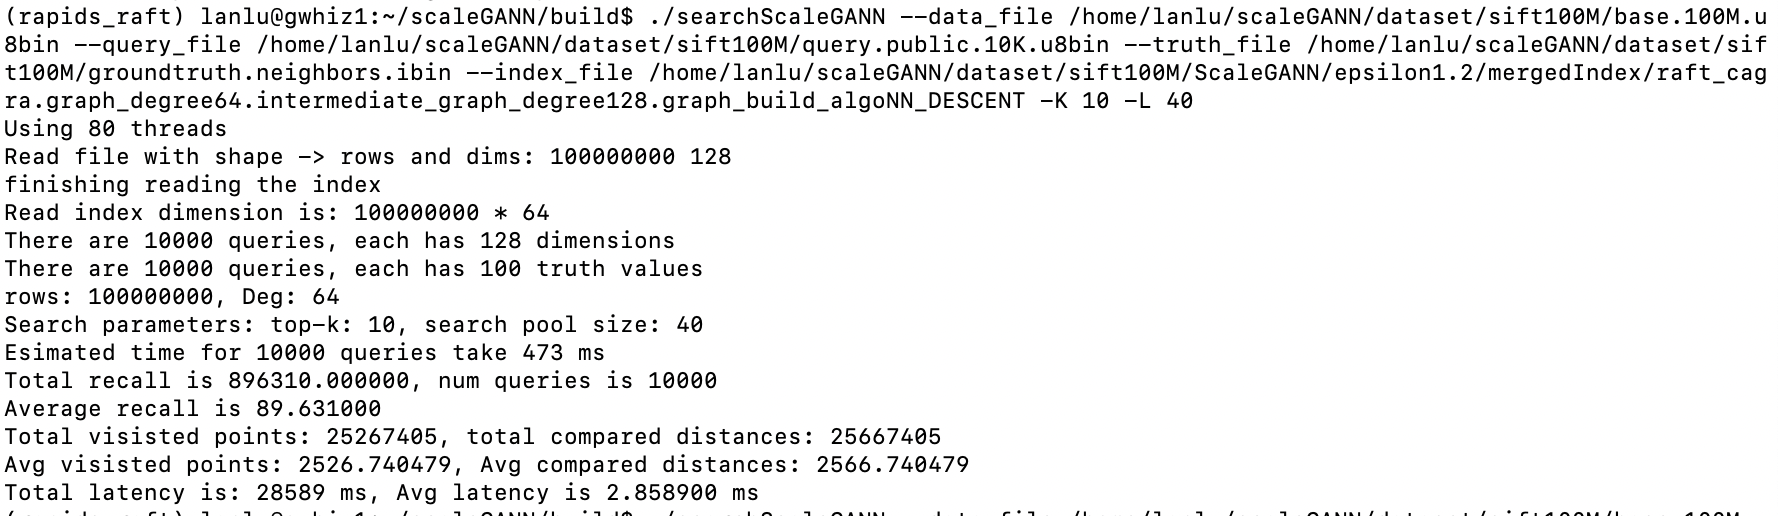 (rapids_raft) lanlu@gwhiz1:~/scaleGANN/build$ ./searchScaleGANN --data_file /home/lanlu/scaleGANN/dataset/sift100M/base.100M.u
8bin --query_file /home/lanlu/scaleGANN/dataset/sift100M/query.public.10K.u8bin --truth_file /home/lanlu/scaleGANN/dataset/sif
t100M/groundtruth.neighbors.ibin --index_file /home/lanlu/scaleGANN/dataset/sift100M/ScaleGANN/epsilon1.2/mergedIndex/raft_cag
ra.graph_degree64.intermediate_graph_degree128.graph_build_algoNN_DESCENT -K 10 -L 40
Using 80 threads
Read file with shape -> rows and dims: 100000000 128
finishing reading the index
Read index dimension is: 100000000 * 64
There are 10000 queries, each has 128 dimensions
There are 10000 queries, each has 100 truth values
rows: 100000000, Deg: 64
Search parameters: top-k: 10, search pool size: 40
Esimated time for 10000 queries take 473 ms
Total recall is 896310.000000, num queries is 10000
Average recall is 89.631000
Total visisted points: 25267405, total compared distances: 25667405
Avg visisted points: 2526.740479, Avg compared distances: 2566.740479
Total latency is: 28589 ms, Avg latency is 2.858900 ms